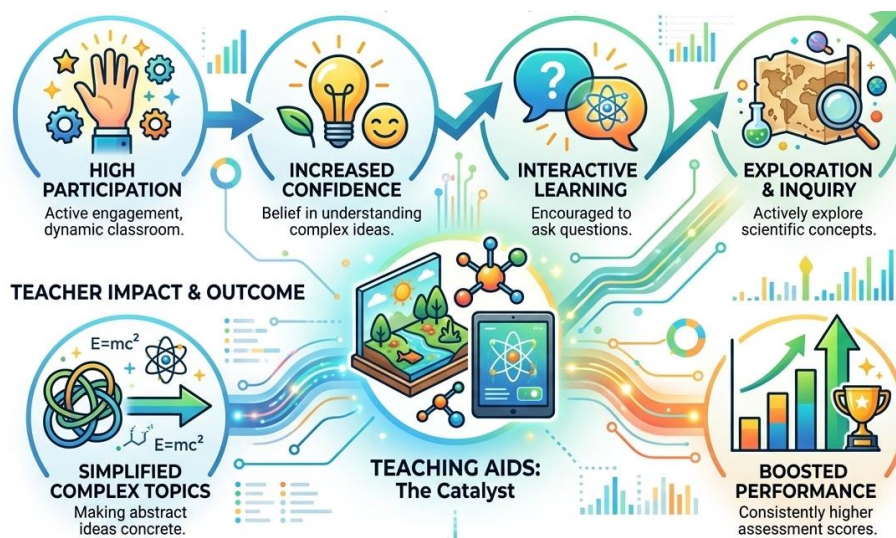 HIGH
PARTICIPATION
Active engagement,
dynamic classroom.
INCREASED
CONFIDENCE
Belief in understanding
complex ideas.
INTERACTIVE
LEARNING
Encouraged to
ask questions.
?
EXPLORATION
& INQUIRY
Actively explore
scientific concepts.
TEACHER IMPACT & OUTCOME
E=mc²
E=mc²
SIMPLIFIED
COMPLEX TOPICS
Making abstract
ideas concrete.
TEACHING AIDS:
The Catalyst
BOOSTED
PERFORMANCE
Consistently higher
assessment scores.